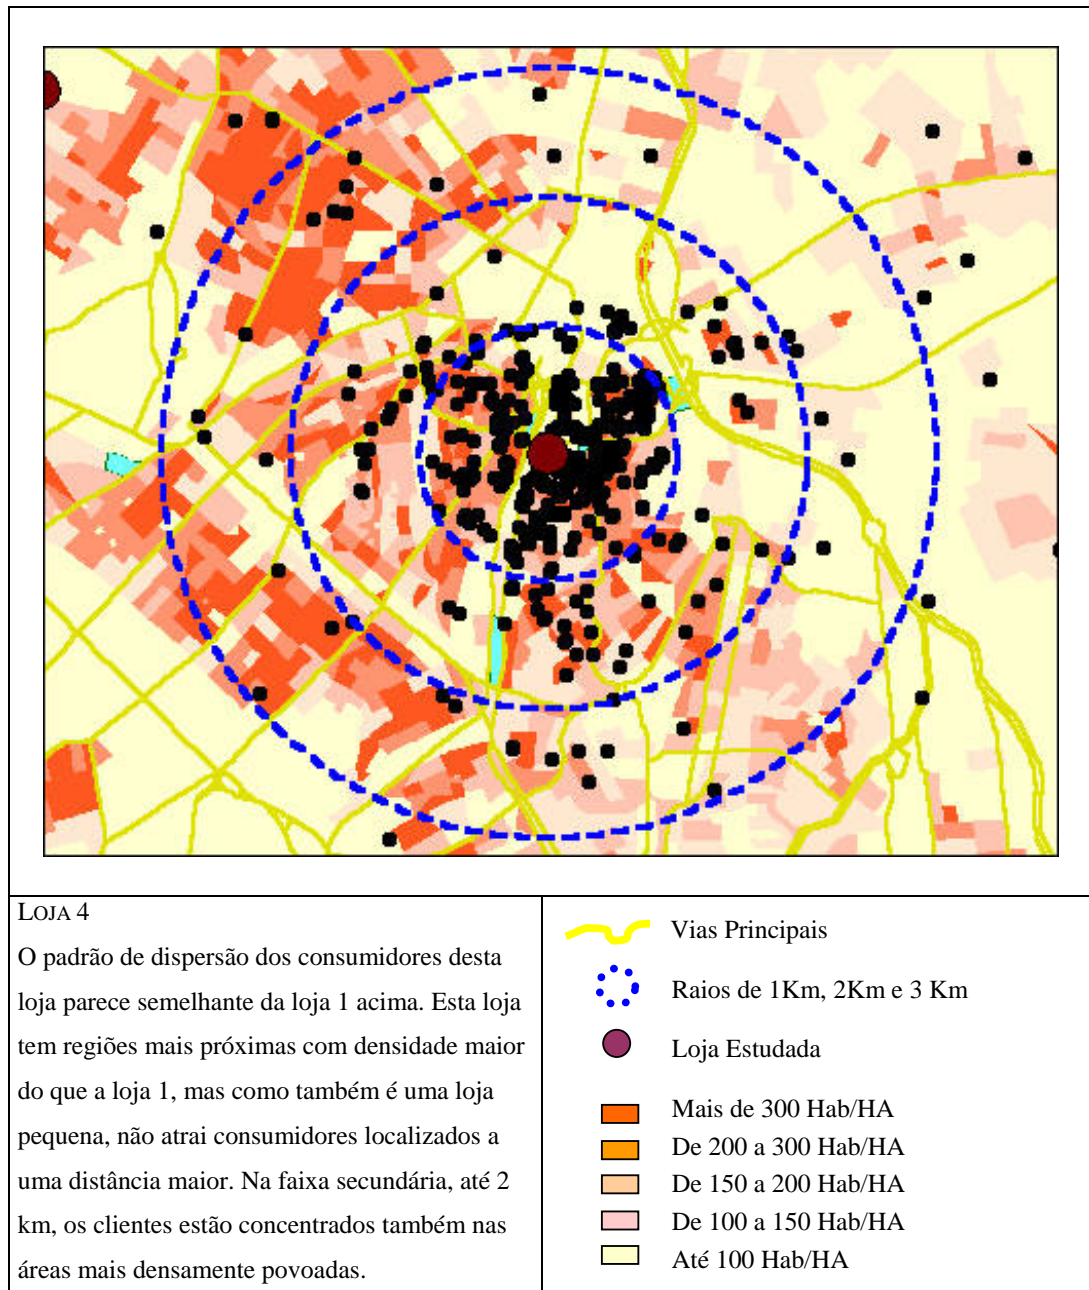 LOJA 4
O padrão de dispersão dos consumidores desta
loja parece semelhante da loja 1 acima. Esta loja
tem regiões mais próximas com densidade maior
do que a loja 1, mas como também é uma loja
pequena, não atrai consumidores localizados a
uma distância maior. Na faixa secundária, até 2
km, os clientes estão concentrados também nas
áreas mais densamente povoadas.
Vias Principais
Raios de 1Km, 2Km e 3 Km
Loja Estudada
Mais de 300 Hab/HA
De 200 a 300 Hab/HA
De 150 a 200 Hab/HA
De 100 a 150 Hab/HA
Até 100 Hab/HA